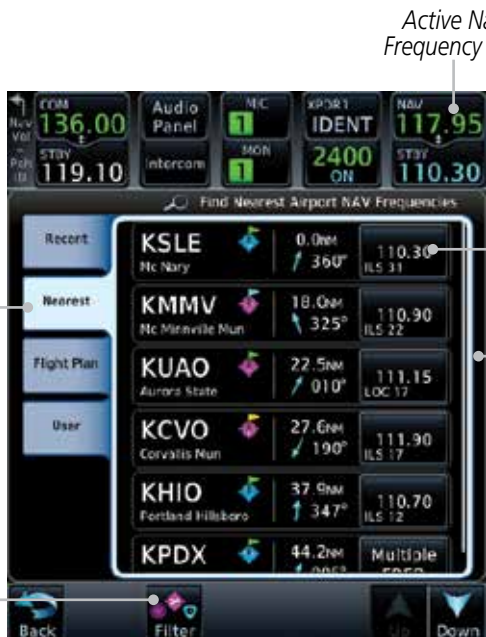 Active Na
Frequency
COM
136.00
STBY
119.10
Nav
Vol
Psh
Audio
Panel
Intercom
MIC
1
MON
1
XPDR1
IDENT
2400
ON
NAV
117.95
STBY
110.30
Find Nearest Airport NAV Frequencies
Recent
Nearest
Flight Plan
User
KSLE
0.0NM
110.30
Mc Nary
360°
ILS 31
KMMV
18.0NM
110.90
Mc Minnville Mun
325°
ILS 22
KUAO
22.5NM
111.15
Aurora State
010°
LOC 17
KCVO
27.6NM
111.90
Corvallis Mun
190°
ILS 17
KHIO
37.9NM
110.70
Portland Hillsboro
347°
ILS 12
KPDX
44.2NM
Multiple
Back
Filter
Up
Down